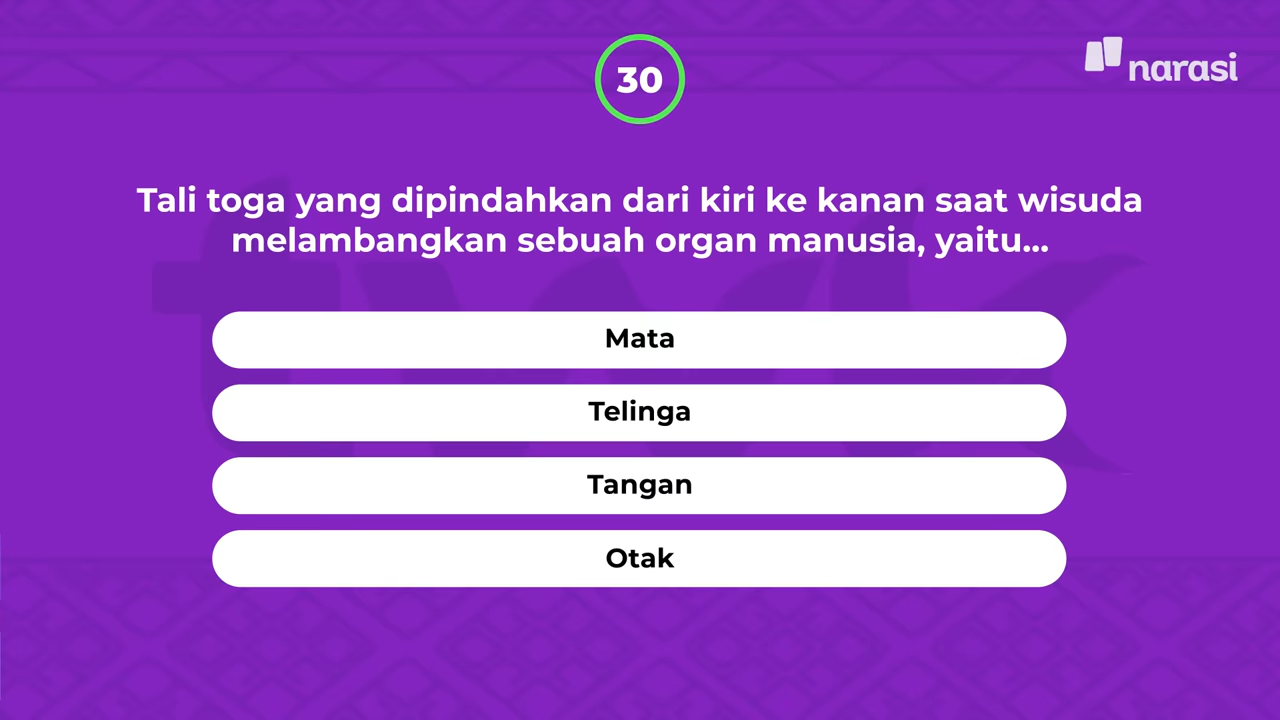 30
narasi
Tali toga yang dipindahkan dari kiri ke kanan saat wisuda
melambangkan sebuah organ manusia, yaitu...
Mata
Telinga
Tangan
Otak